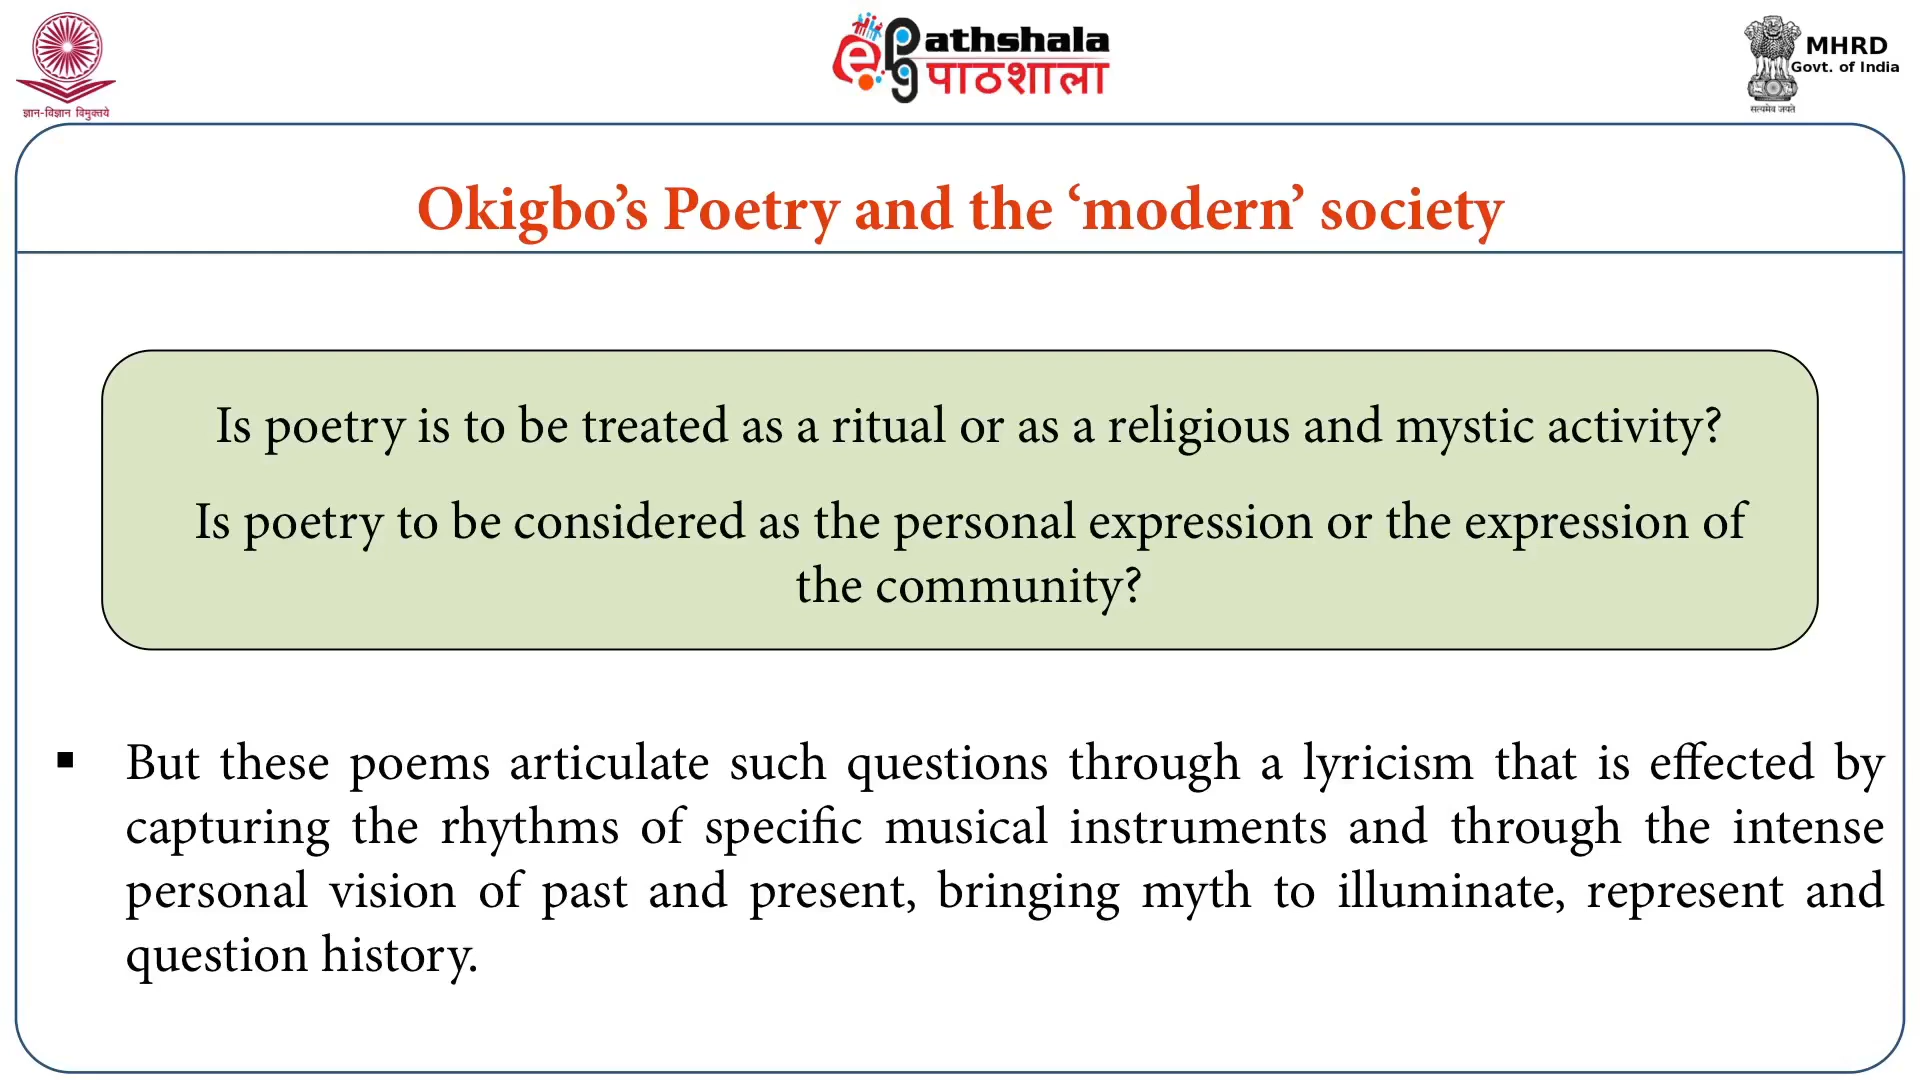 ज्ञान-विज्ञान विमुक्तये
ePG Pathshala
पाठशाला
MHRD
Govt. of India
सत्यमेव जयते
Okigbo’s Poetry and the ‘modern’ society
Is poetry is to be treated as a ritual or as a religious and mystic activity?
Is poetry to be considered as the personal expression or the expression of
the community?
▪ But these poems articulate such questions through a lyricism that is effected by
capturing the rhythms of specific musical instruments and through the intense
personal vision of past and present, bringing myth to illuminate, represent and
question history.